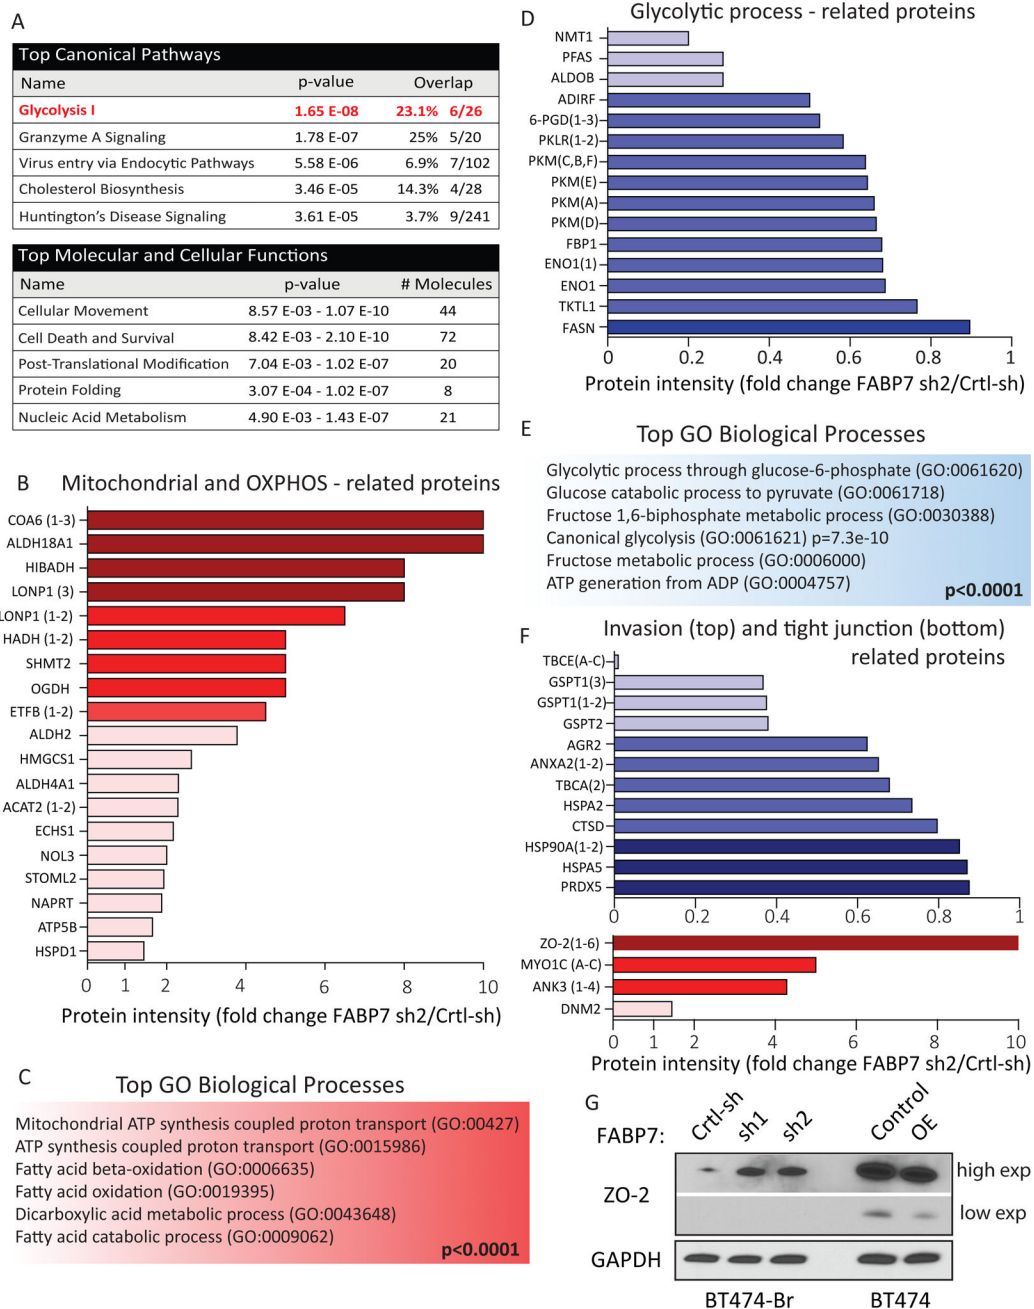 A
Top Canonical Pathways
Name p-value Overlap
Glycolysis I 1.65 E-08 23.1% 6/26
Granzyme A Signaling 1.78 E-07 25% 5/20
Virus entry via Endocytic Pathways 5.58 E-06 6.9% 7/102
Cholesterol Biosynthesis 3.46 E-05 14.3% 4/28
Huntington's Disease Signaling 3.61 E-05 3.7% 9/241
Top Molecular and Cellular Functions
Name p-value # Molecules
Cellular Movement 8.57 E-03 - 1.07 E-10 44
Cell Death and Survival 8.42 E-03 - 2.10 E-10 72
Post-Translational Modification 7.04 E-03 - 1.02 E-07 20
Protein Folding 3.07 E-04 - 1.02 E-07 8
Nucleic Acid Metabolism 4.90 E-03 - 1.43 E-07 21
B Mitochondrial and OXPHOS - related proteins
COA6 (1-3)
ALDH18A1
HIBADH
LONP1 (3)
LONP1 (1-2)
HADH (1-2)
SHMT2
OGDH
ETFB (1-2)
ALDH2
HMGCS1
ALDH4A1
ACAT2 (1-2)
ECHS1
NOL3
STOML2
NAPRT
ATP5B
HSPD1
0 1 2 4 6 8 10
Protein intensity (fold change FABP7 sh2/Crtl-sh)
C Top GO Biological Processes
Mitochondrial ATP synthesis coupled proton transport (GO:00427)
ATP synthesis coupled proton transport (GO:0015986)
Fatty acid beta-oxidation (GO:0006635)
Fatty acid oxidation (GO:0019395)
Dicarboxylic acid metabolic process (GO:0043648)
Fatty acid catabolic process (GO:0009062)
p<0.0001
D Glycolytic process - related proteins
NMT1
PFAS
ALDOB
ADIRF
6-PGD(1-3)
PKLR(1-2)
PKM(C,B,F)
PKM(E)
PKM(A)
PKM(D)
FBP1
ENO1(1)
ENO1
TKTL1
FASN
0 0.2 0.4 0.6 0.8 1
Protein intensity (fold change FABP7 sh2/Crtl-sh)
E Top GO Biological Processes
Glycolytic process through glucose-6-phosphate (GO:0061620)
Glucose catabolic process to pyruvate (GO:0061718)
Fructose 1,6-biphosphate metabolic process (GO:0030388)
Canonical glycolysis (GO:0061621) p=7.3e-10
Fructose metabolic process (GO:0006000)
ATP generation from ADP (GO:0004757)
p<0.0001
F Invasion (top) and tight junction (bottom)
related proteins
TBCE(A-C)
GSPT1(3)
GSPT1(1-2)
GSPT2
AGR2
ANXA2(1-2)
TBCA(2)
HSPA2
CTSD
HSP90A(1-2)
HSPA5
PRDX5
0 0.2 0.4 0.6 0.8 1
ZO-2(1-6)
MYO1C (A-C)
ANK3 (1-4)
DNM2
0 1 2 4 6 8 10
Protein intensity (fold change FABP7 sh2/Crtl-sh)
G
FABP7: Crtl-sh sh1 sh2 Control OE
ZO-2
high exp
low exp
GAPDH
BT474-Br BT474